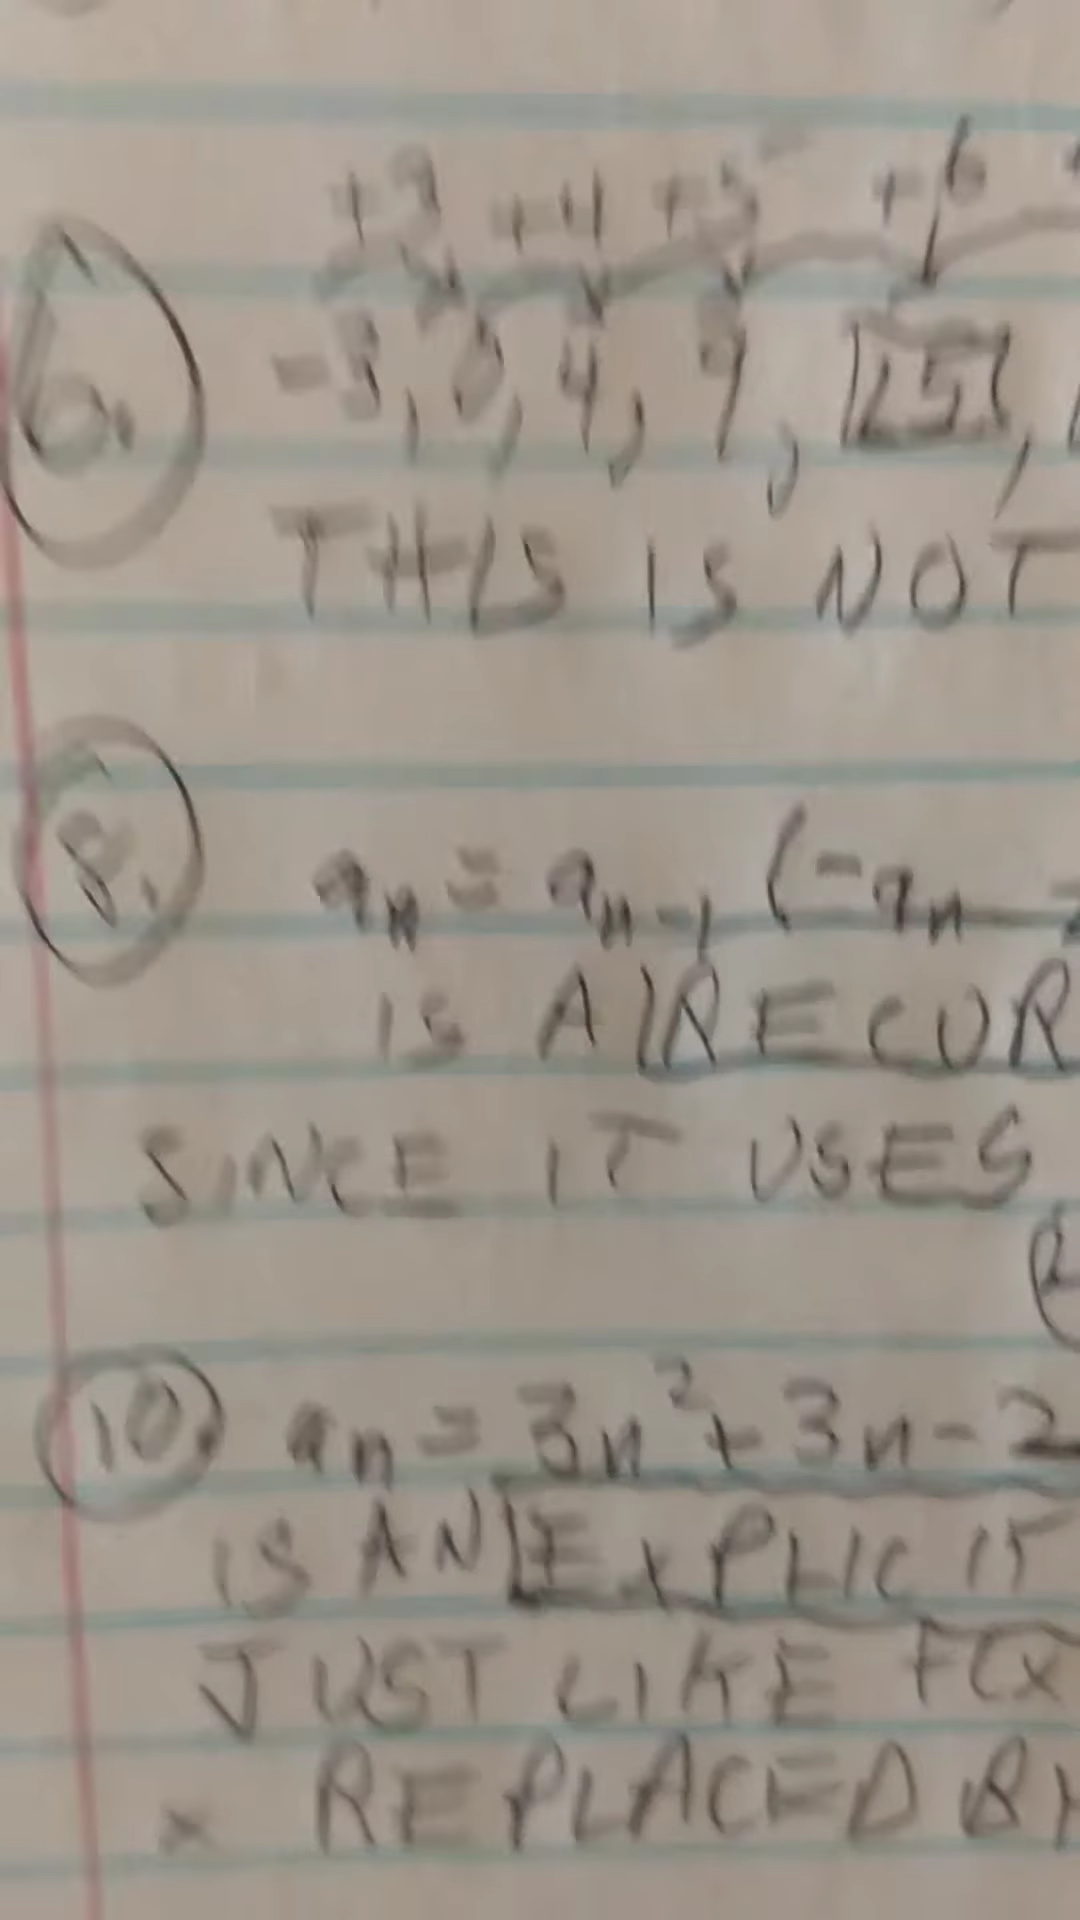 +3 +4 +5 +6
6. -3, 0, 4, 9, 15,
THIS IS NOT
8. aₙ = aₙ₋₁ (-aₙ₋
IS A RECUR
SINCE IT USES
10. aₙ = 3n² + 3n - 2
IS AN EXPLICIT
JUST LIKE F(X
x REPLACED BY